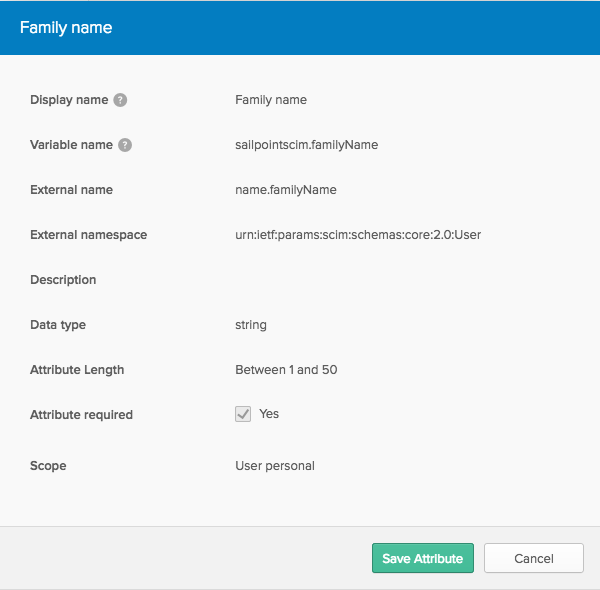 Family name
Display name ? Family name
Variable name ? sailpointscim.familyName
External name name.familyName
External namespace urn:ietf:params:scim:schemas:core:2.0:User
Description
Data type string
Attribute Length Between 1 and 50
Attribute required Yes
Scope User personal
Save Attribute Cancel